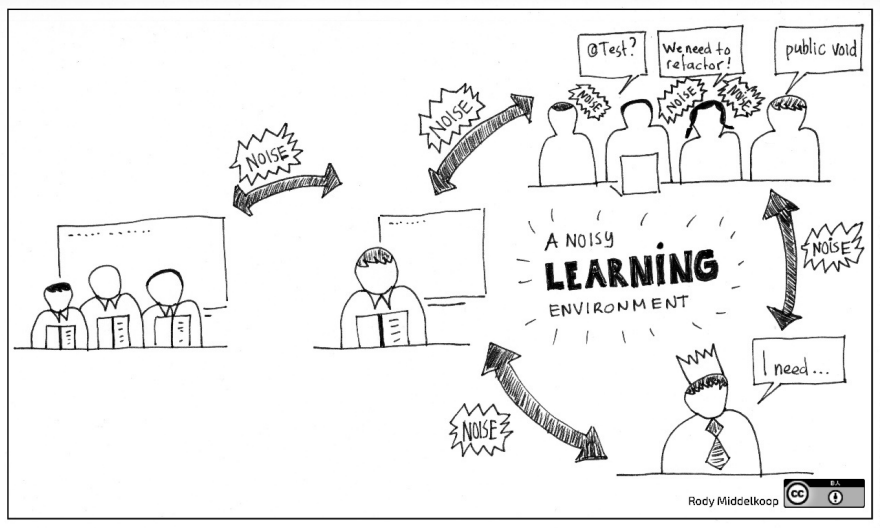 @Test?
We need to
refactor!
public void
NOISE
NOISE
NOISE
NOISE
NOISE
A NOISY
LEARNING
ENVIRONMENT
NOISE
I need...
NOISE
Rody Middelkoop
cc
BY